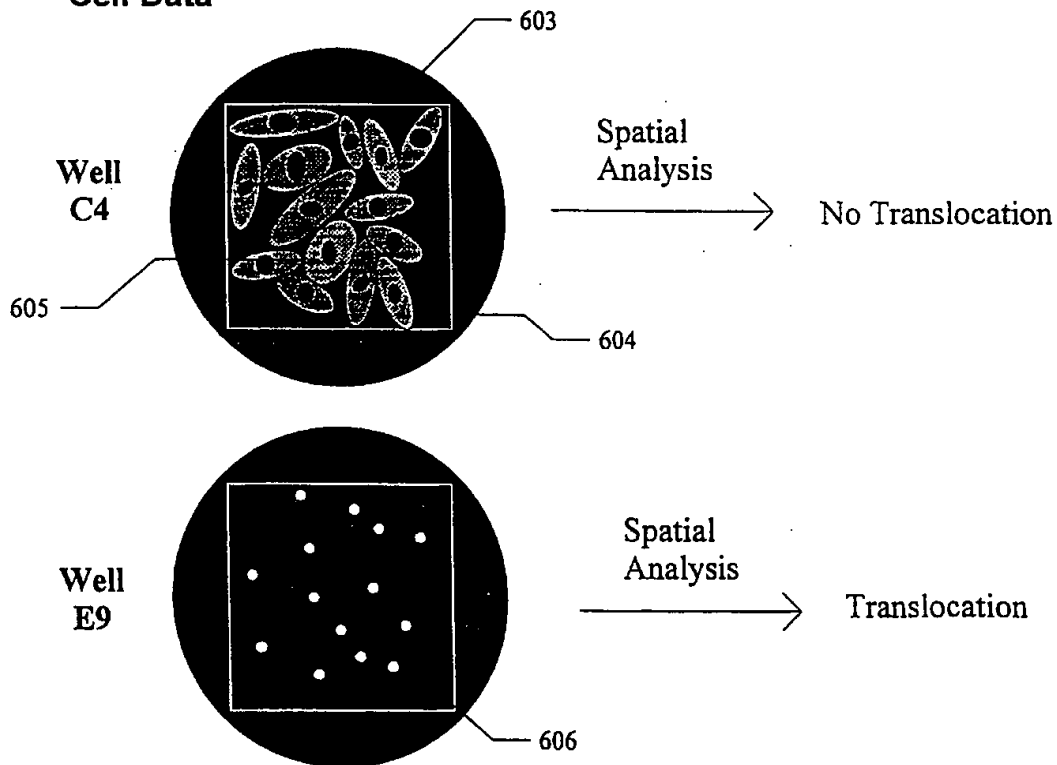 Cell Data
603
Well
C4
Spatial
Analysis
No Translocation
605
604
Well
E9
Spatial
Analysis
Translocation
606